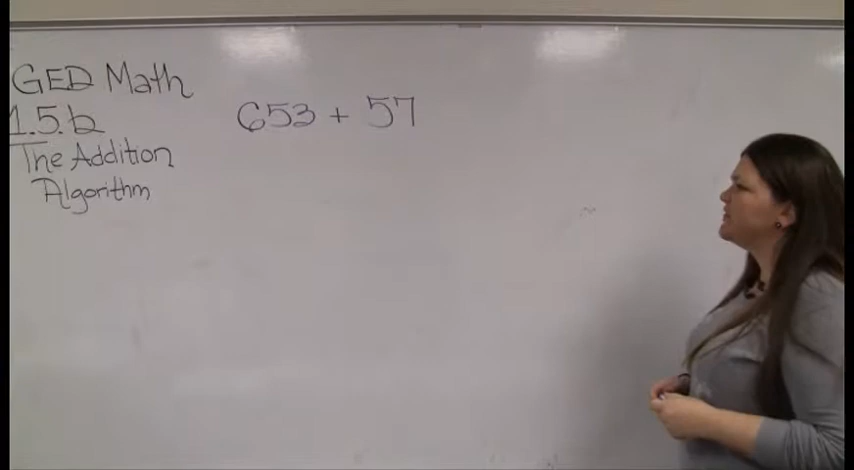 GED Math
1.5.b
The Addition
Algorithm
653 + 57